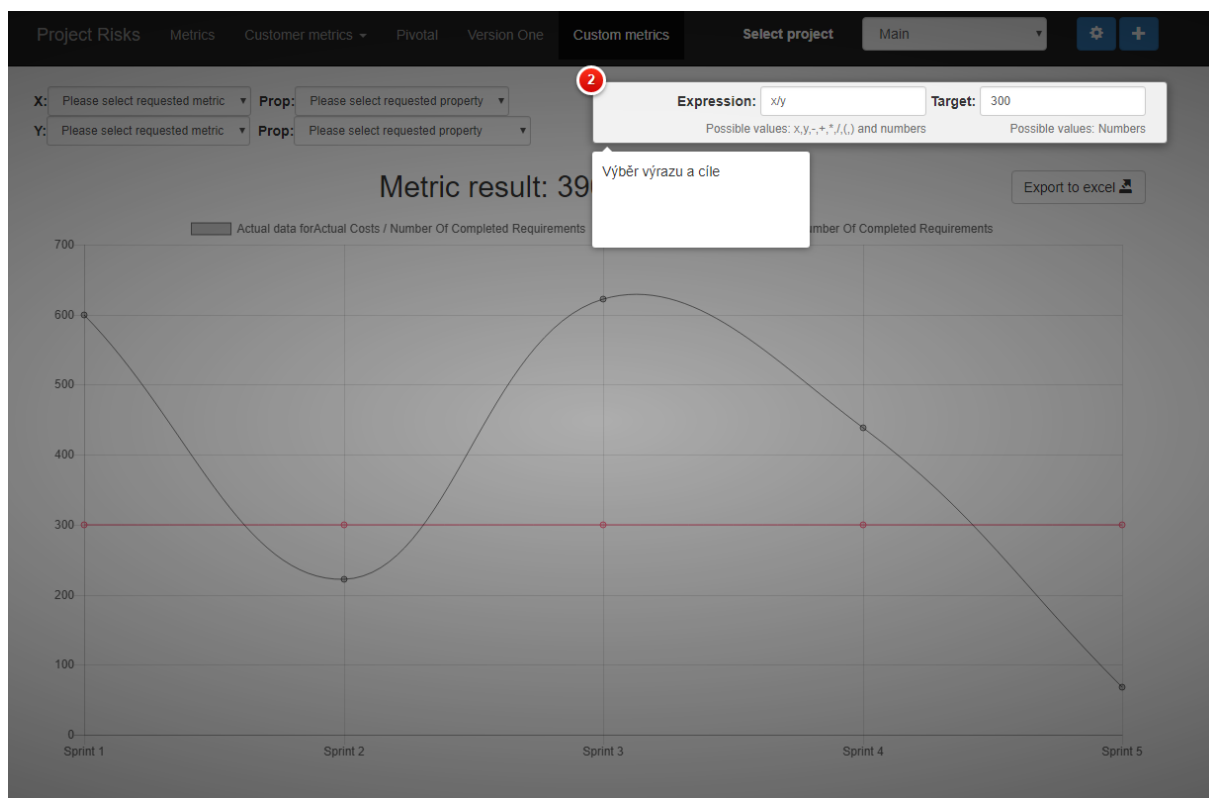 Project Risks Metrics Customer metrics Pivotal Version One Custom metrics Select project Main
2
X: Please select requested metric Prop: Please select requested property
Y: Please select requested metric Prop: Please select requested property
Expression: x/y Target: 300
Possible values: x,y,-,+,*,/,(,) and numbers Possible values: Numbers
Výběr výrazu a cíle
Metric result: 39
Export to excel
Actual data forActual Costs / Number Of Completed Requirements
Of Completed Requirements
700
600
500
400
300
200
100
0
Sprint 1 Sprint 2 Sprint 3 Sprint 4 Sprint 5